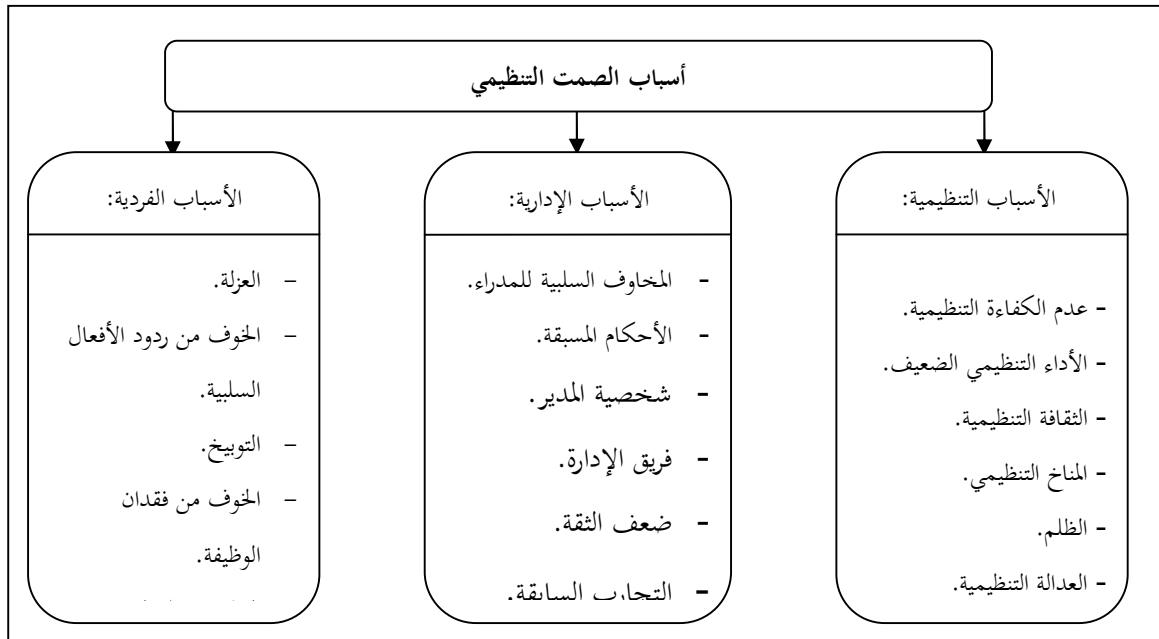 أسباب الصمت التنظيمي
الأسباب التنظيمية:
- عدم الكفاءة التنظيمية.
- الأداء التنظيمي الضعيف.
- الثقافة التنظيمية.
- المناخ التنظيمي.
- الظلم.
- العدالة التنظيمية.
الأسباب الإدارية:
- المخاوف السلبية للمدراء.
- الأحكام المسبقة.
- شخصية المدير.
- فريق الإدارة.
- ضعف الثقة.
- التجارب السابقة.
الأسباب الفردية:
- العزلة.
- الخوف من ردود الأفعال
السلبية.
- التوبيخ.
- الخوف من فقدان
الوظيفة.